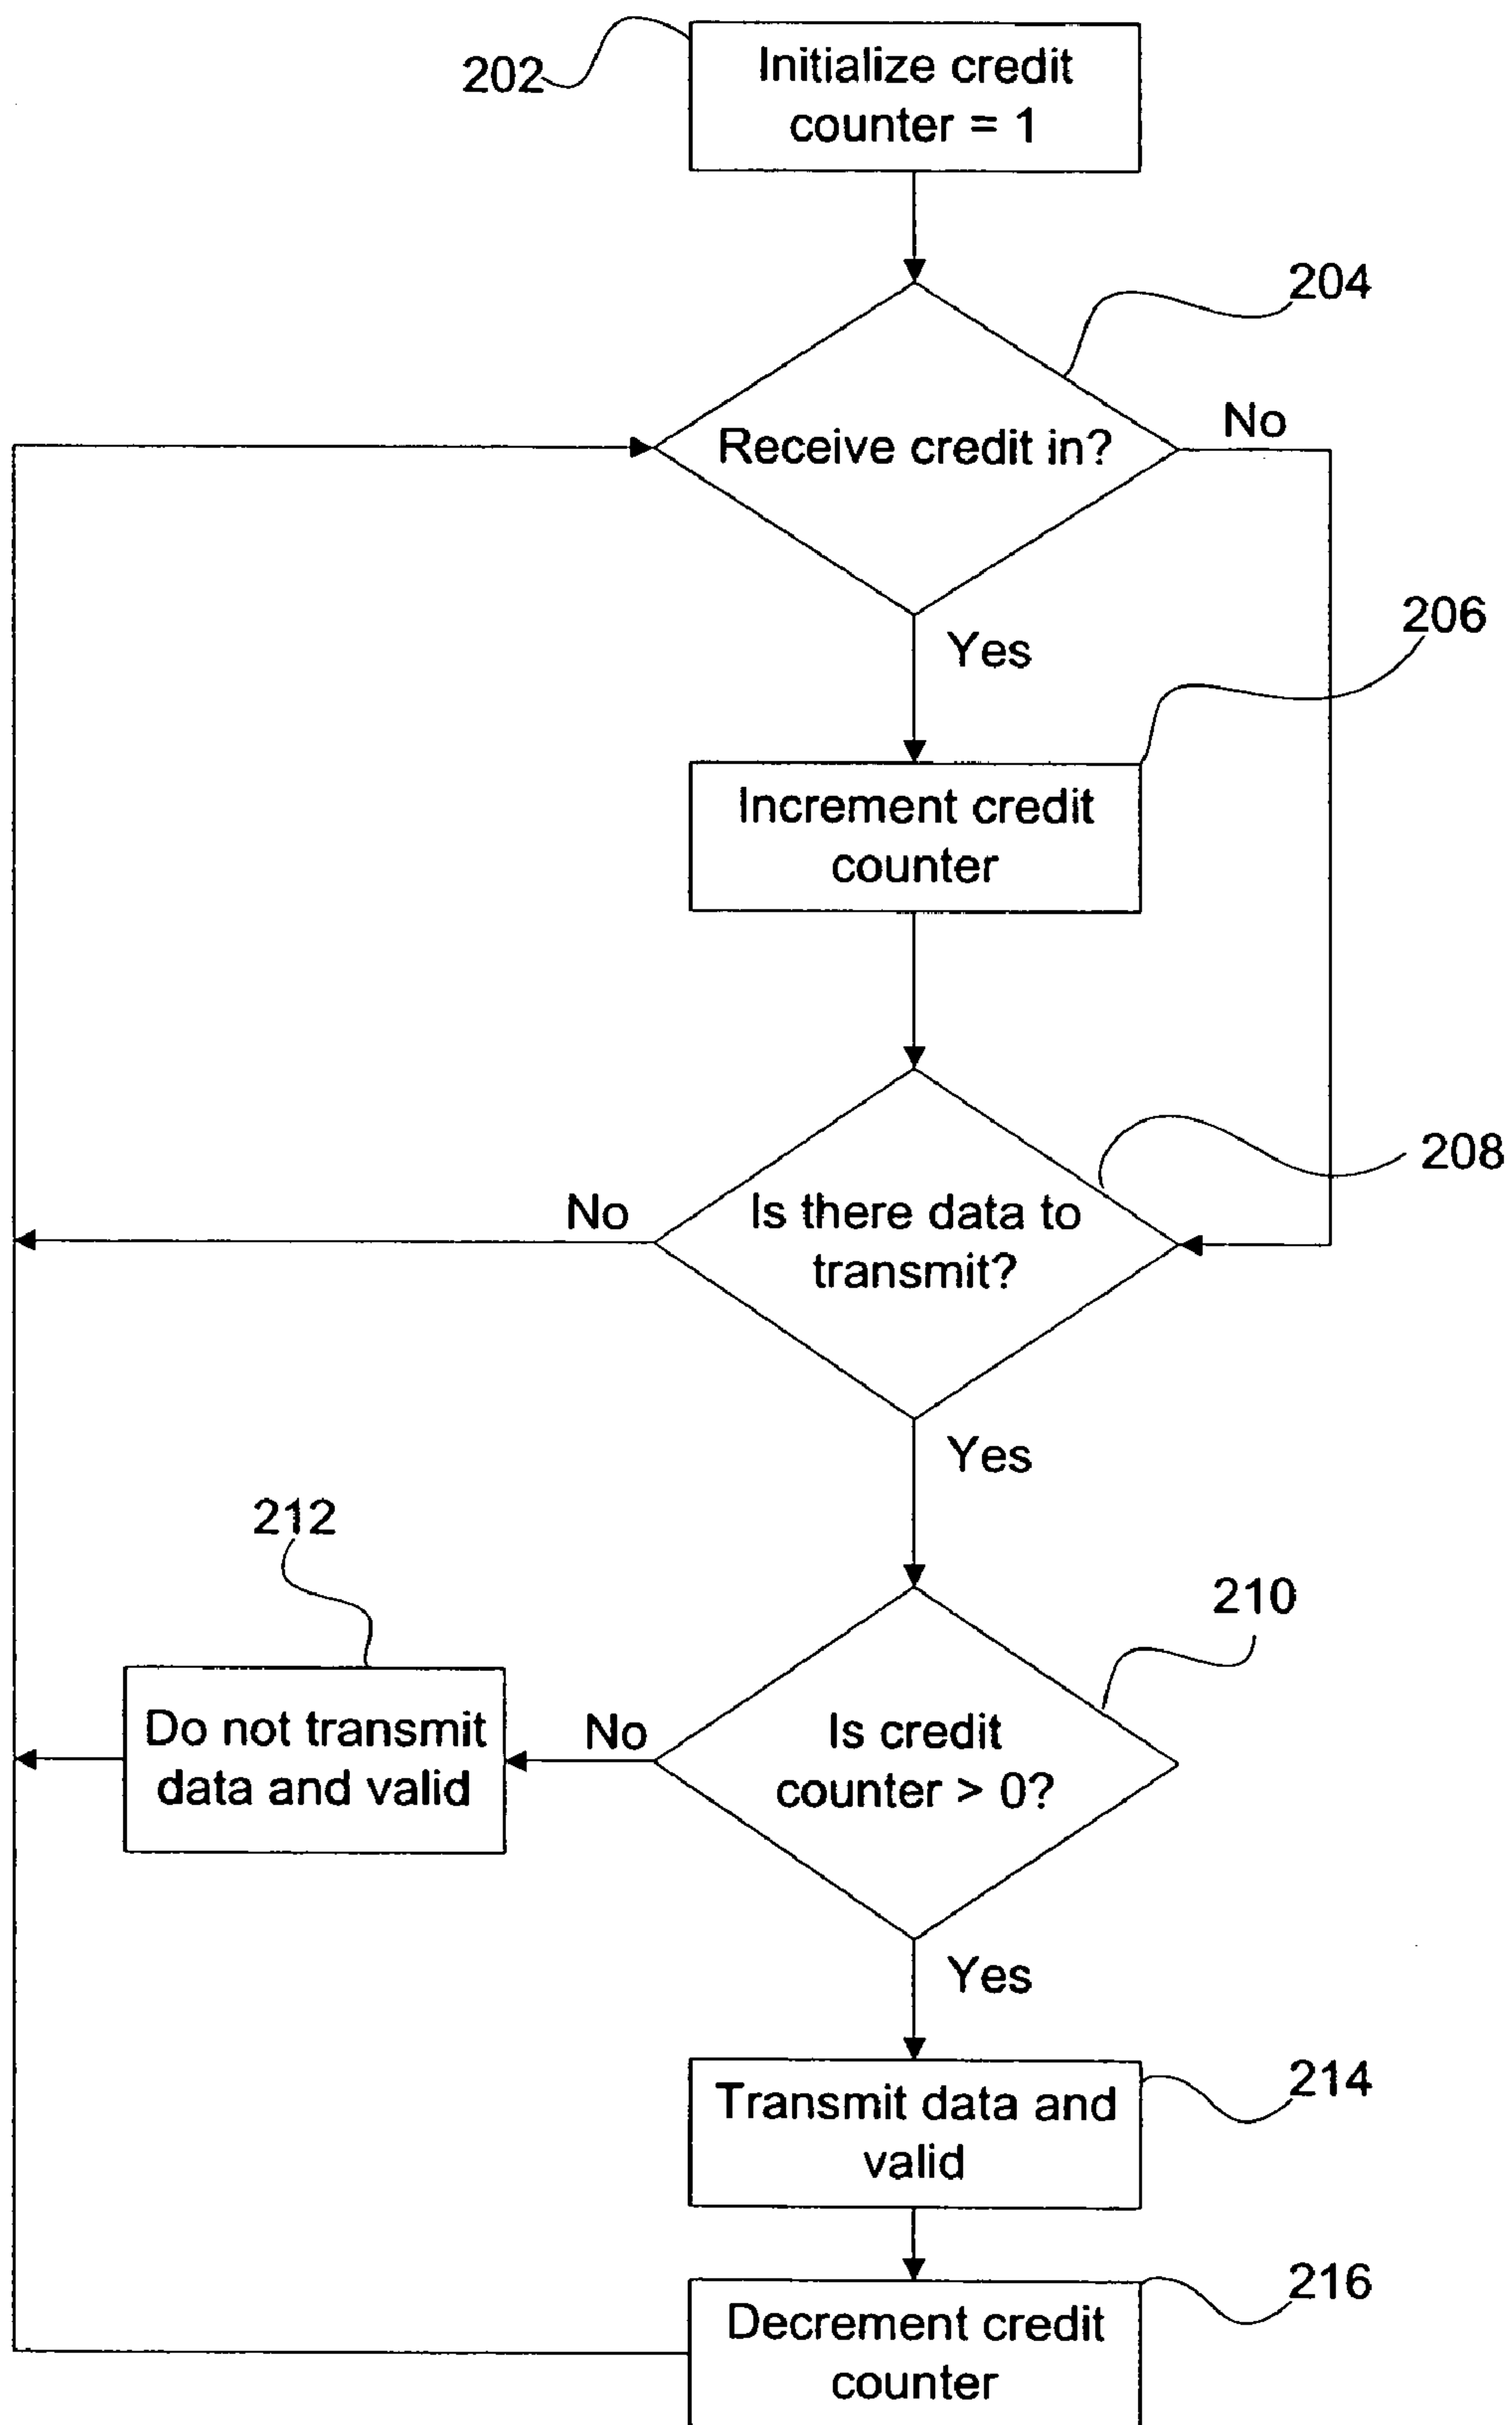 202
Initialize credit
counter = 1
204
Receive credit in?
No
Yes
206
Increment credit
counter
208
Is there data to
transmit?
No
Yes
210
Is credit
counter > 0?
No
212
Do not transmit
data and valid
Yes
214
Transmit data and
valid
216
Decrement credit
counter